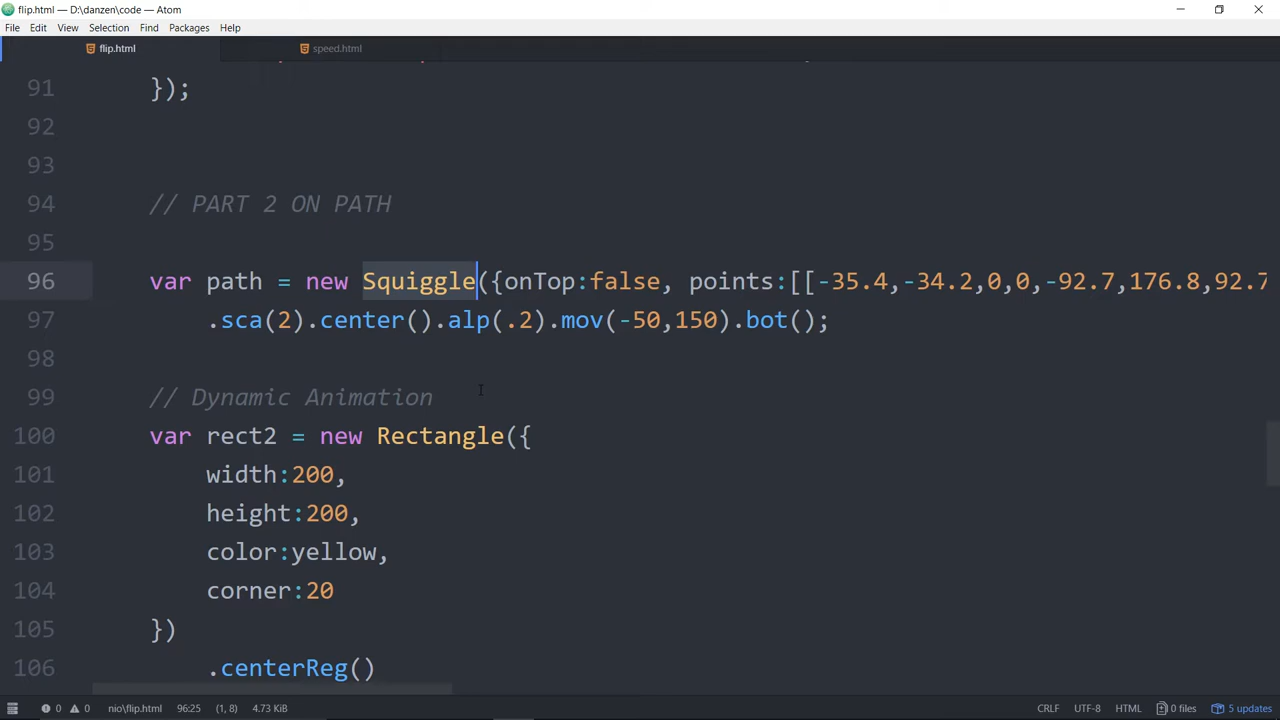 flip.html — D:\danzen\code — Atom
File Edit View Selection Find Packages Help
flip.html speed.html
91 });
92
93
94 // PART 2 ON PATH
95
96 var path = new Squiggle({onTop:false, points:[[-35.4,-34.2,0,0,-92.7,176.8,92.7
97 .sca(2).center().alp(.2).mov(-50,150).bot();
98
99 // Dynamic Animation
100 var rect2 = new Rectangle({
101 width:200,
102 height:200,
103 color:yellow,
104 corner:20
105 })
106 .centerReg()
0 0 nio\flip.html 96:25 (1, 8) 4.73 KiB CRLF UTF-8 HTML 0 files 5 updates